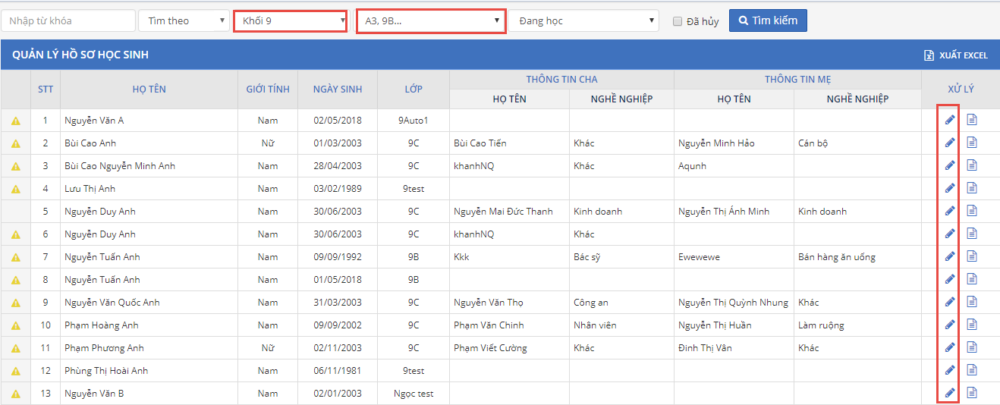 Nhập từ khóa Tìm theo Khối 9 A3, 9B... Đang học Đã hủy Tìm kiếm
QUẢN LÝ HỒ SƠ HỌC SINH XUẤT EXCEL
STT HỌ TÊN GIỚI TÍNH NGÀY SINH LỚP THÔNG TIN CHA THÔNG TIN MẸ XỬ LÝ
HỌ TÊN NGHỀ NGHIỆP HỌ TÊN NGHỀ NGHIỆP
1 Nguyễn Văn A Nam 02/05/2018 9Auto1
2 Bùi Cao Anh Nữ 01/03/2003 9C Bùi Cao Tiến Khác Nguyễn Minh Hảo Cán bộ
3 Bùi Cao Nguyễn Minh Anh Nam 28/04/2003 9C khanhNQ Khác Aqunh
4 Lưu Thị Anh Nam 03/02/1989 9test
5 Nguyễn Duy Anh Nam 30/06/2003 9C Nguyễn Mai Đức Thanh Kinh doanh Nguyễn Thị Ánh Minh Kinh doanh
6 Nguyễn Duy Anh Nam 30/06/2003 9C khanhNQ Khác
7 Nguyễn Tuấn Anh Nam 09/09/1992 9B Kkk Bác sỹ Ewewewe Bán hàng ăn uống
8 Nguyễn Tuấn Anh Nam 01/05/2018 9B
9 Nguyễn Văn Quốc Anh Nam 31/03/2003 9C Nguyễn Văn Thọ Công an Nguyễn Thị Quỳnh Nhung Khác
10 Phạm Hoàng Anh Nam 09/09/2002 9C Phạm Văn Chinh Nhân viên Nguyễn Thị Huần Làm ruộng
11 Phạm Phương Anh Nữ 02/11/2003 9C Phạm Viết Cường Khác Đinh Thị Vân Khác
12 Phùng Thị Hoài Anh Nam 06/11/1981 9test
13 Nguyễn Văn B Nam 02/01/2003 Ngọc test